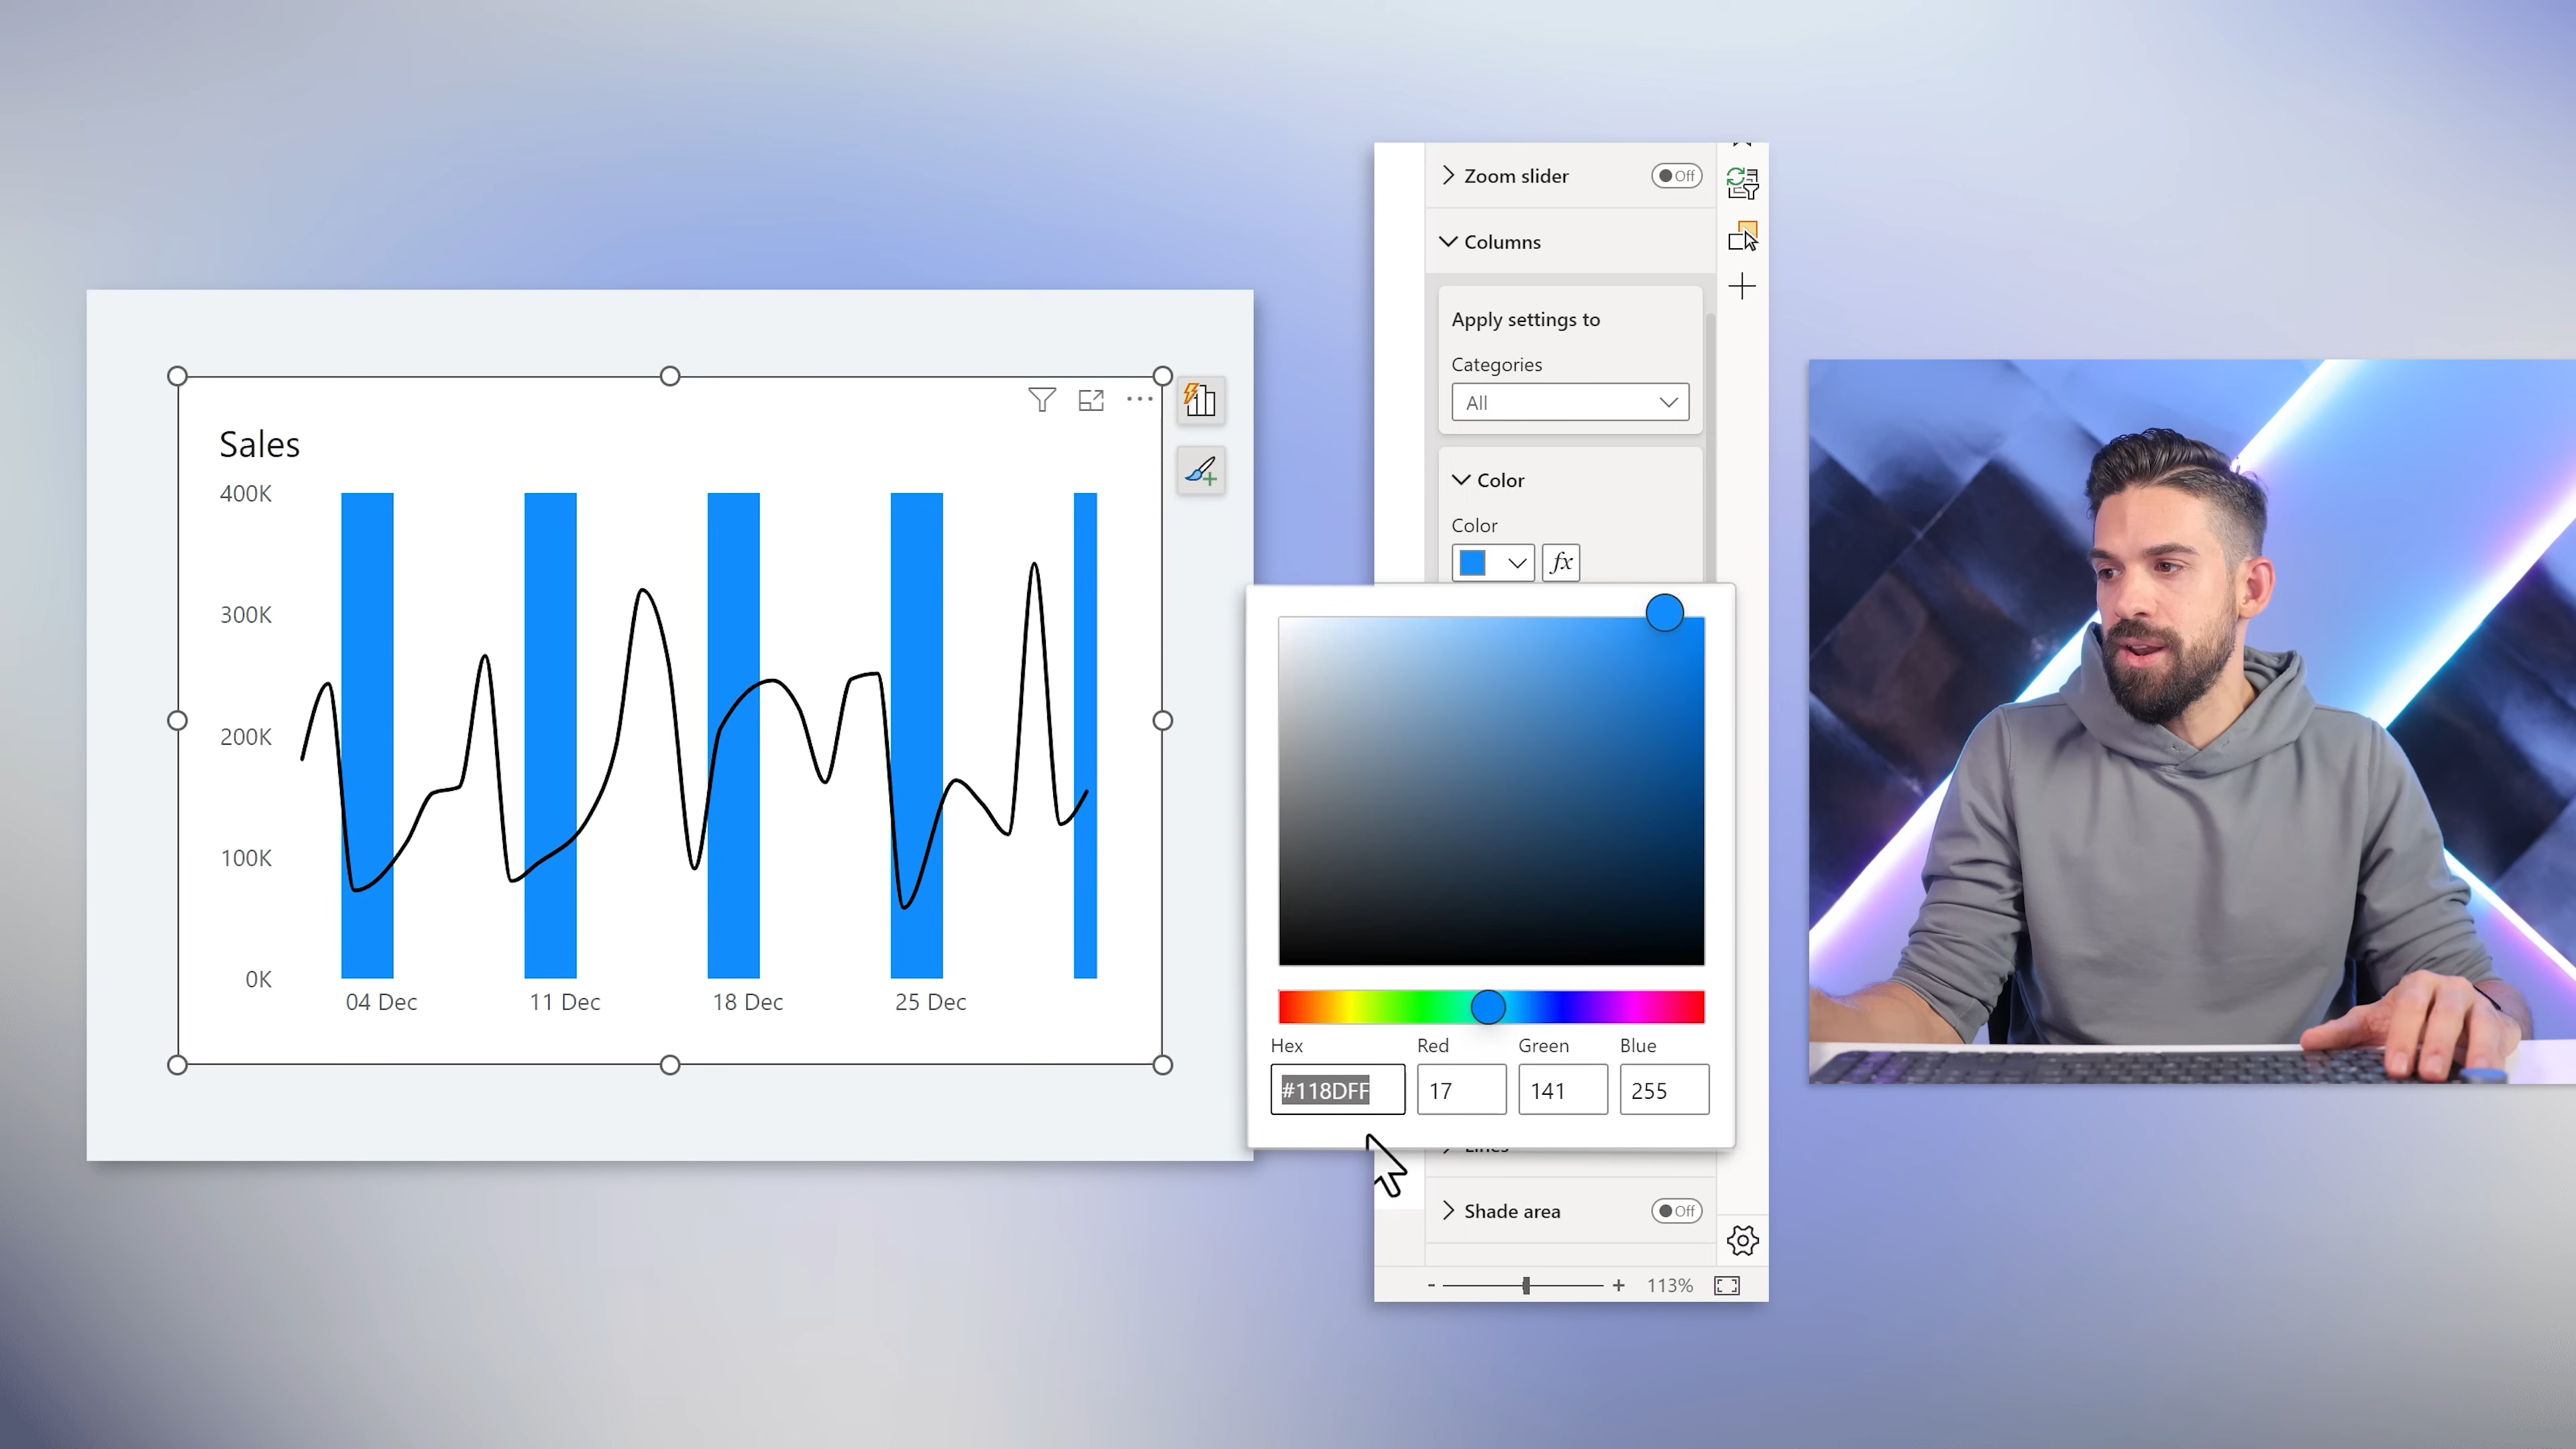 Sales
400K
300K
200K
100K
0K
04 Dec
11 Dec
18 Dec
25 Dec
Zoom slider
Off
Columns
Apply settings to
Categories
All
Color
Color
fx
Hex
Red
Green
Blue
#118DFF
17
141
255
Lines
Shade area
Off
- + 113%